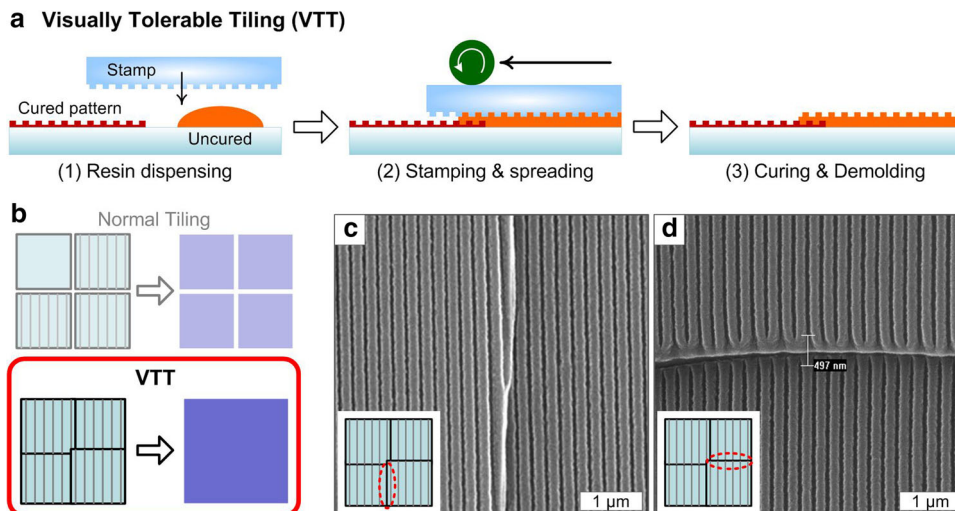 a Visually Tolerable Tiling (VTT)
Stamp
Cured pattern
Uncured
(1) Resin dispensing
(2) Stamping & spreading
(3) Curing & Demolding
b
Normal Tiling
VTT
c
1 µm
d
497 nm
1 µm